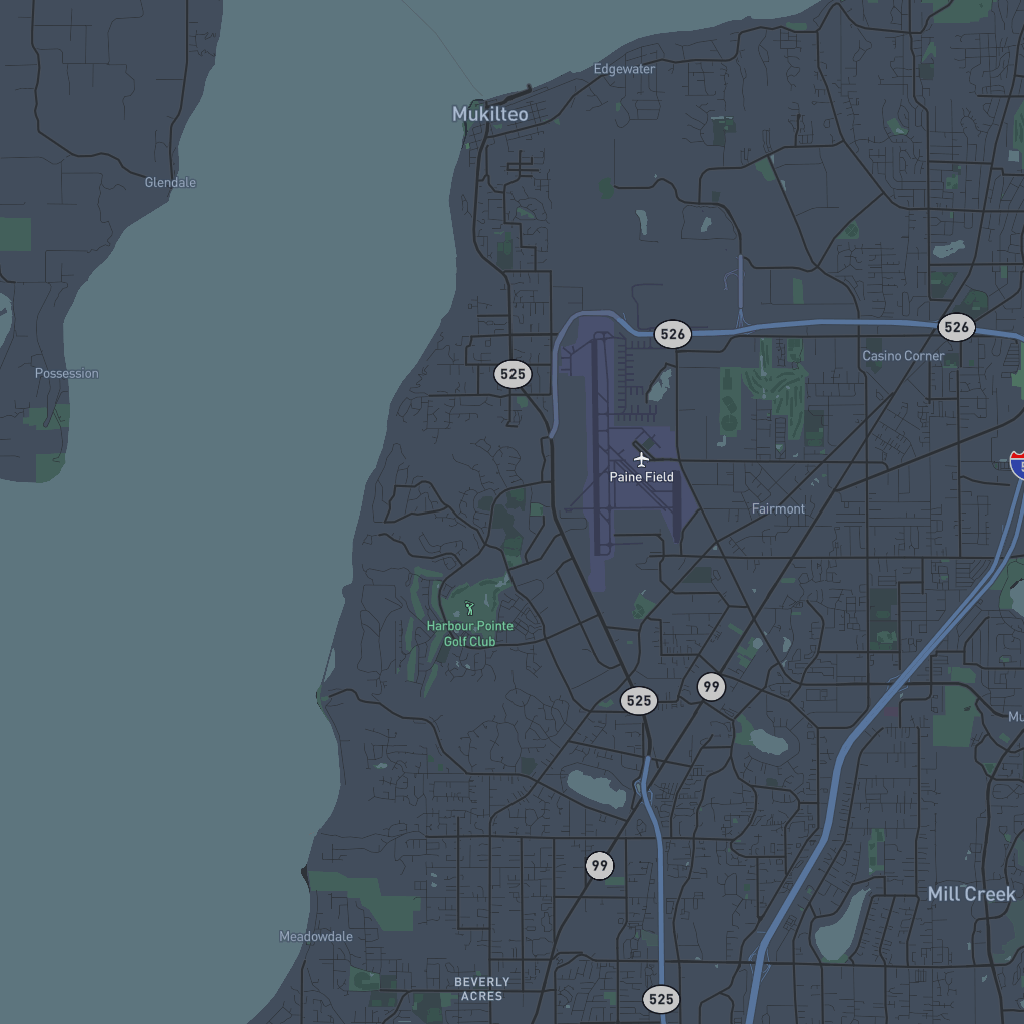 Edgewater
Mukilteo
Glendale
526
526
Casino Corner
Possession
525
Paine Field
5
Fairmont
Harbour Pointe
Golf Club
99
525
Mu
99
Mill Creek
Meadowdale
BEVERLY
ACRES
525